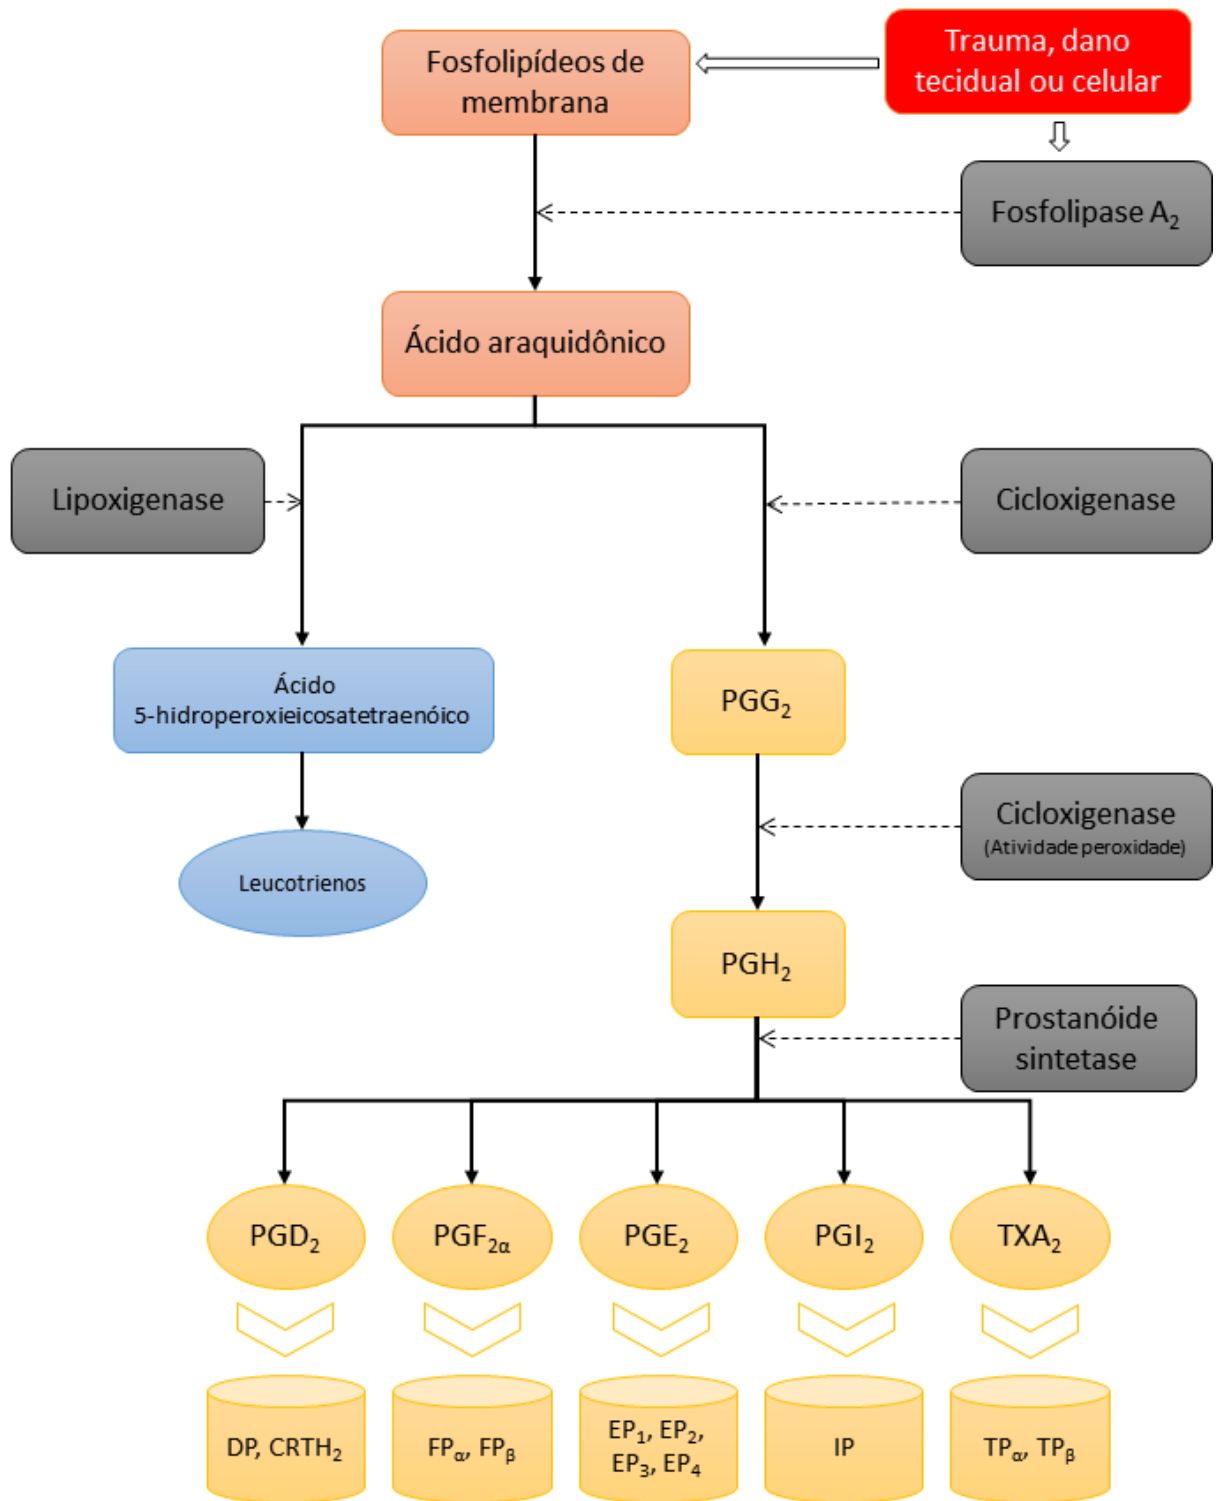 Trauma, dano
tecidual ou celular
Fosfolipídeos de
membrana
Fosfolipase A₂
Ácido araquidônico
Lipoxigenase
Cicloxigenase
Ácido
5-hidroperoxieicosatetraenóico
PGG₂
Cicloxigenase
(Atividade peroxidade)
Leucotrienos
PGH₂
Prostanóide
sintetase
PGD₂
PGF₂α
PGE₂
PGI₂
TXA₂
DP, CRTH₂
FPα, FPβ
EP₁, EP₂,
EP₃, EP₄
IP
TPα, TPβ